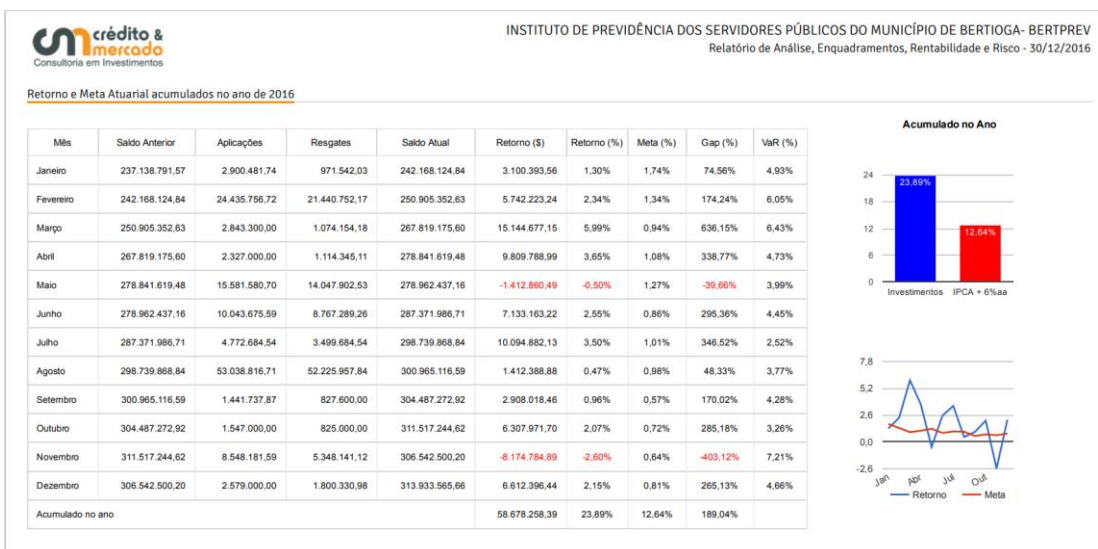 crédito &
mercado
Consultoria em Investimentos
INSTITUTO DE PREVIDÊNCIA DOS SERVIDORES PÚBLICOS DO MUNICÍPIO DE BERTIOGA- BERTPREV
Relatório de Análise, Enquadramentos, Rentabilidade e Risco - 30/12/2016
Retorno e Meta Atuarial acumulados no ano de 2016
Mês Saldo Anterior Aplicações Resgates Saldo Atual Retorno ($) Retorno (%) Meta (%) Gap (%) VaR (%)
Janeiro 237.138.791,57 2.900.481,74 971.542,03 242.168.124,84 3.100.393,56 1,30% 1,74% 74,56% 4,93%
Fevereiro 242.168.124,84 24.435.756,72 21.440.752,17 250.905.352,63 5.742.223,24 2,34% 1,34% 174,24% 6,05%
Março 250.905.352,63 2.843.300,00 1.074.154,18 267.819.175,60 15.144.677,15 5,99% 0,94% 636,15% 6,43%
Abril 267.819.175,60 2.327.000,00 1.114.345,11 278.841.619,48 9.809.788,99 3,65% 1,08% 338,77% 4,73%
Maio 278.841.619,48 15.581.580,70 14.047.902,53 278.962.437,16 -1.412.860,49 -0,50% 1,27% -39,66% 3,99%
Junho 278.962.437,16 10.043.675,59 8.767.289,26 287.371.986,71 7.133.163,22 2,55% 0,86% 295,36% 4,45%
Julho 287.371.986,71 4.772.684,54 3.499.684,54 298.739.868,84 10.094.882,13 3,50% 1,01% 346,52% 2,52%
Agosto 298.739.868,84 53.038.816,71 52.225.957,84 300.965.116,59 1.412.388,88 0,47% 0,98% 48,33% 3,77%
Setembro 300.965.116,59 1.441.737,87 827.600,00 304.487.272,92 2.908.018,46 0,96% 0,57% 170,02% 4,28%
Outubro 304.487.272,92 1.547.000,00 825.000,00 311.517.244,62 6.307.971,70 2,07% 0,72% 285,18% 3,26%
Novembro 311.517.244,62 8.548.181,59 5.348.141,12 306.542.500,20 -8.174.784,89 -2,60% 0,64% -403,12% 7,21%
Dezembro 306.542.500,20 2.579.000,00 1.800.330,98 313.933.565,66 6.612.396,44 2,15% 0,81% 265,13% 4,66%
Acumulado no ano 58.678.258,39 23,89% 12,64% 189,04%
Acumulado no Ano
24
18
12
6
0
23,89%
12,64%
Investimentos IPCA + 6%aa
7,8
5,2
2,6
0,0
-2,6
Jan Abr Jul Out
Retorno Meta